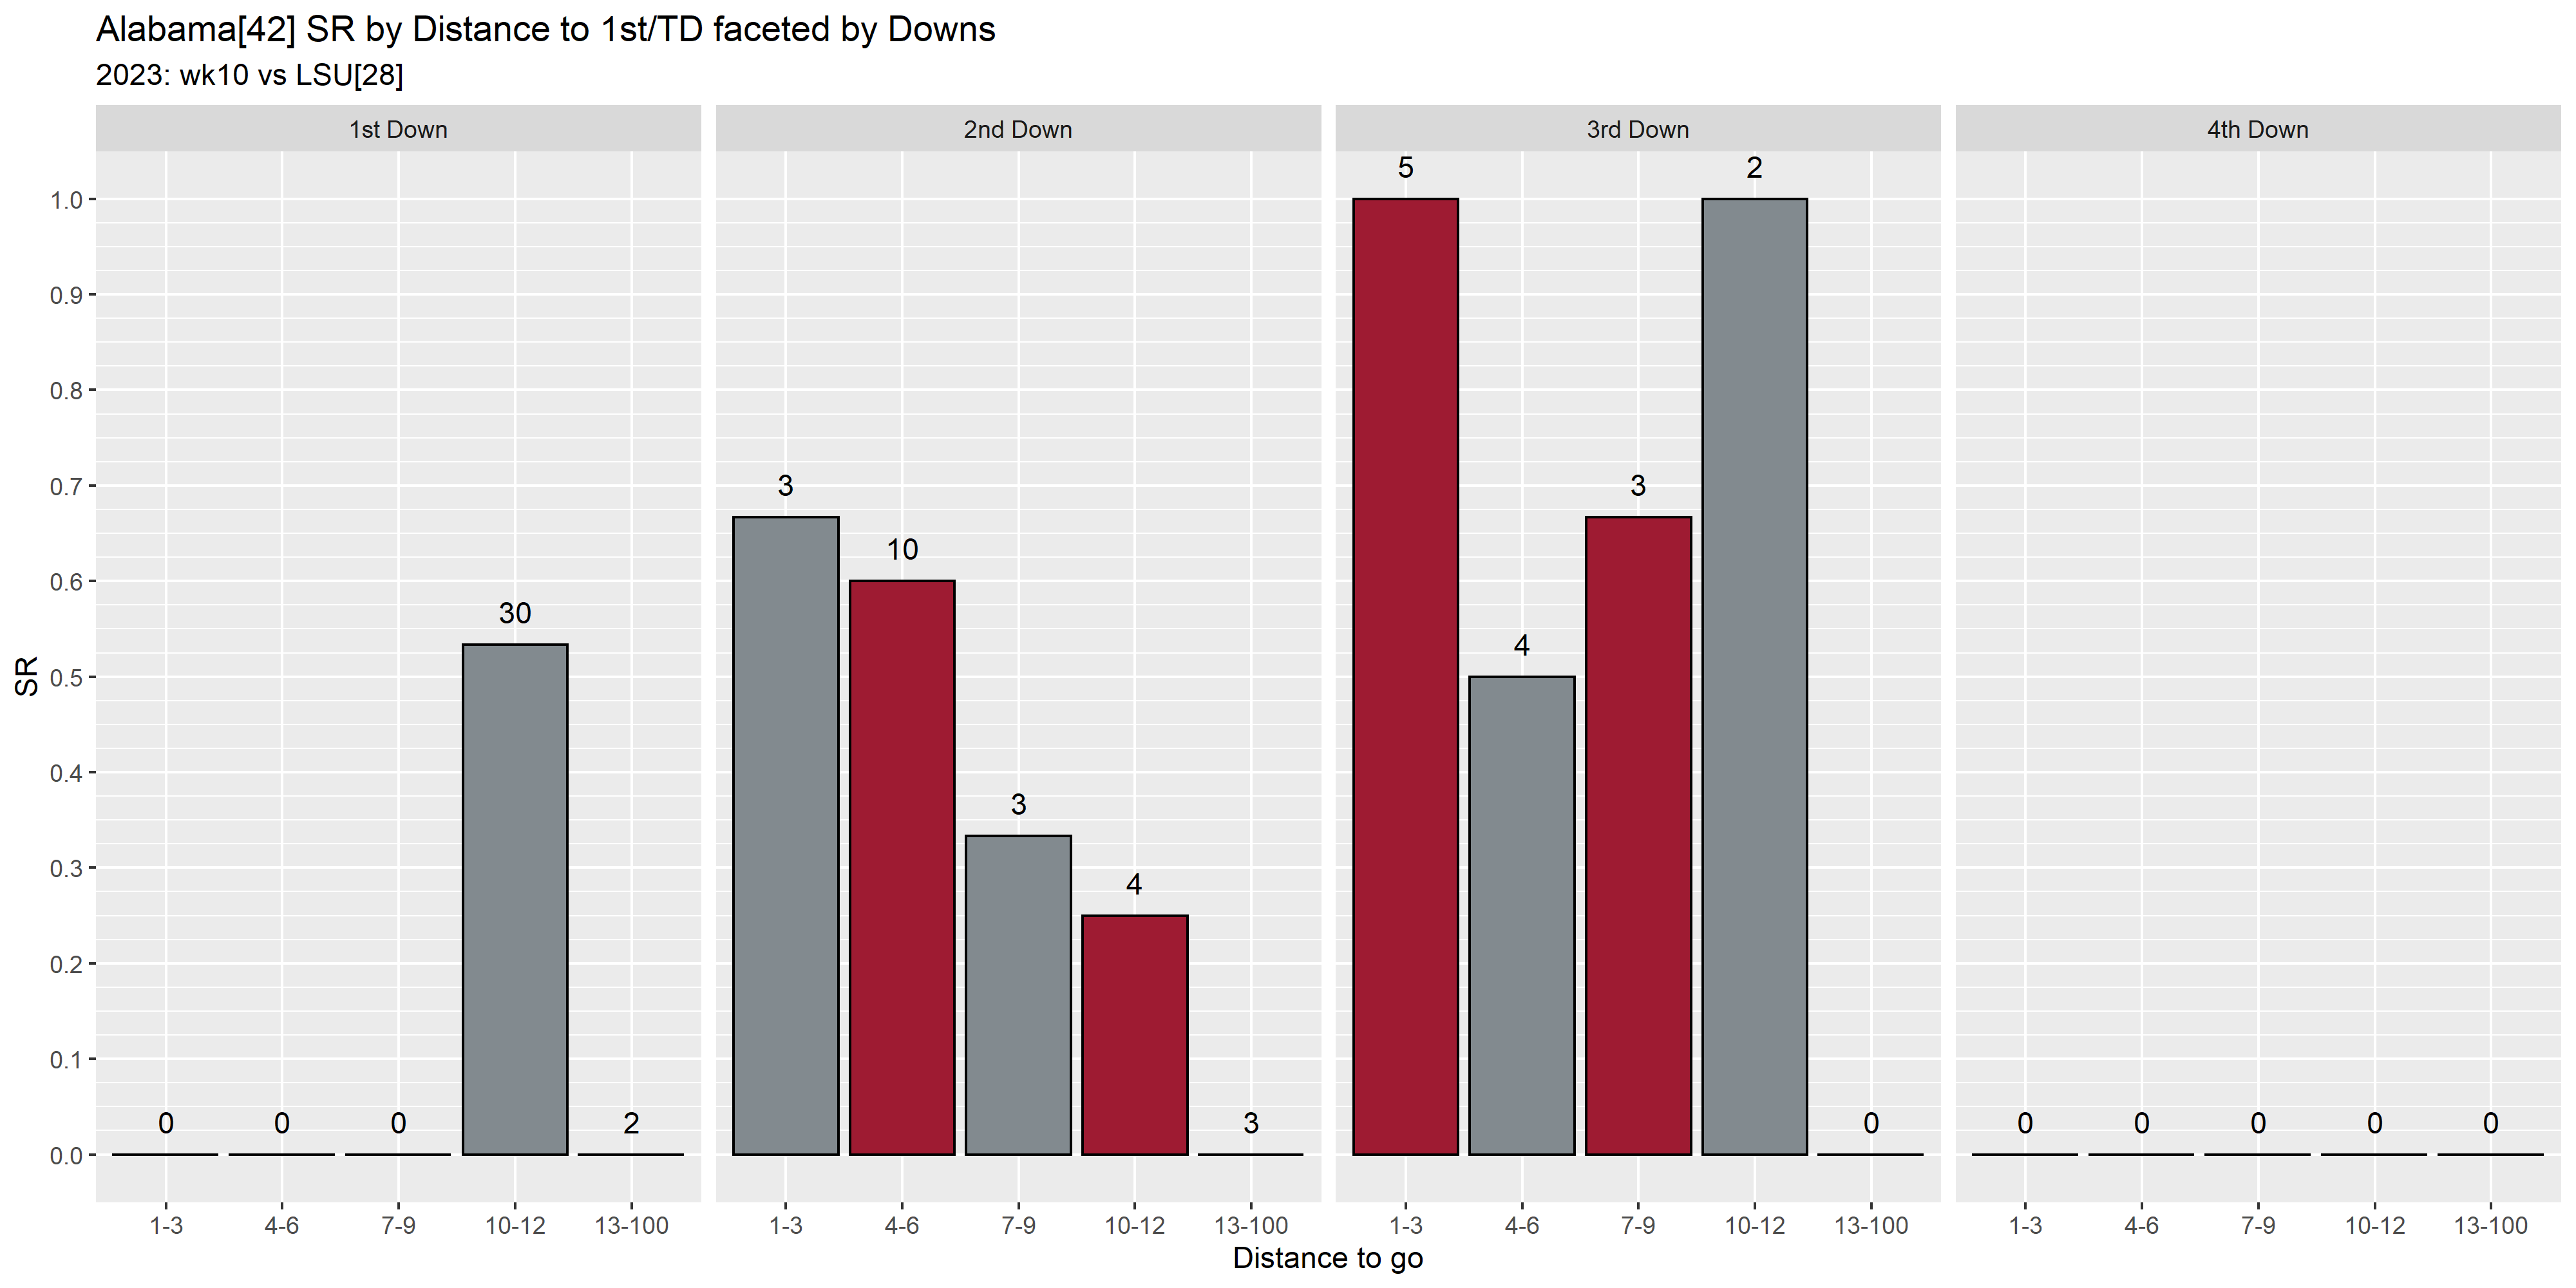 Alabama[42] SR by Distance to 1st/TD faceted by Downs
2023: wk10 vs LSU[28]
1st Down 2nd Down 3rd Down 4th Down
SR
1.0
0.9
0.8
0.7
0.6
0.5
0.4
0.3
0.2
0.1
0.0
0 0 0 30 2
3 10 3 4 3
5 4 3 2 0
0 0 0 0 0
1-3 4-6 7-9 10-12 13-100 1-3 4-6 7-9 10-12 13-100 1-3 4-6 7-9 10-12 13-100 1-3 4-6 7-9 10-12 13-100
Distance to go